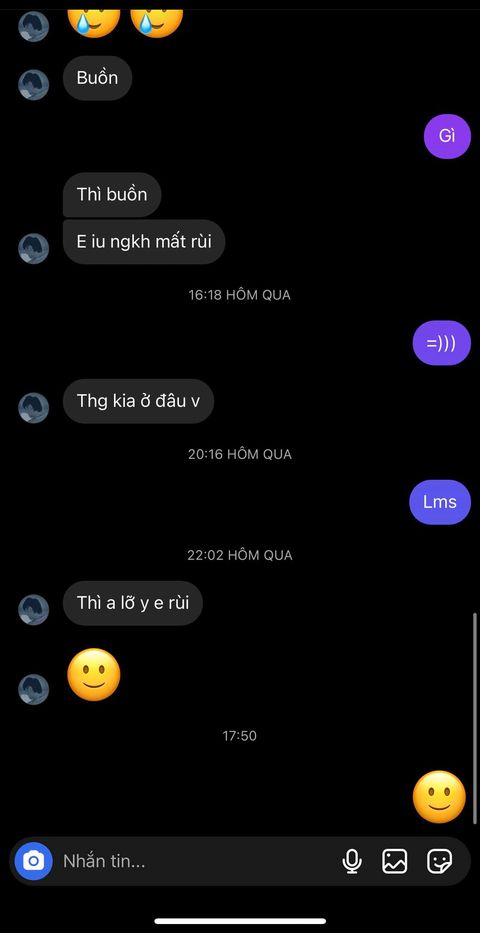 Buồn
Gì
Thì buồn
E iu ngkh mất rùi
16:18 HÔM QUA
=)))
Thg kia ở đâu v
20:16 HÔM QUA
Lms
22:02 HÔM QUA
Thì a lỡ y e rùi
17:50
Nhắn tin...